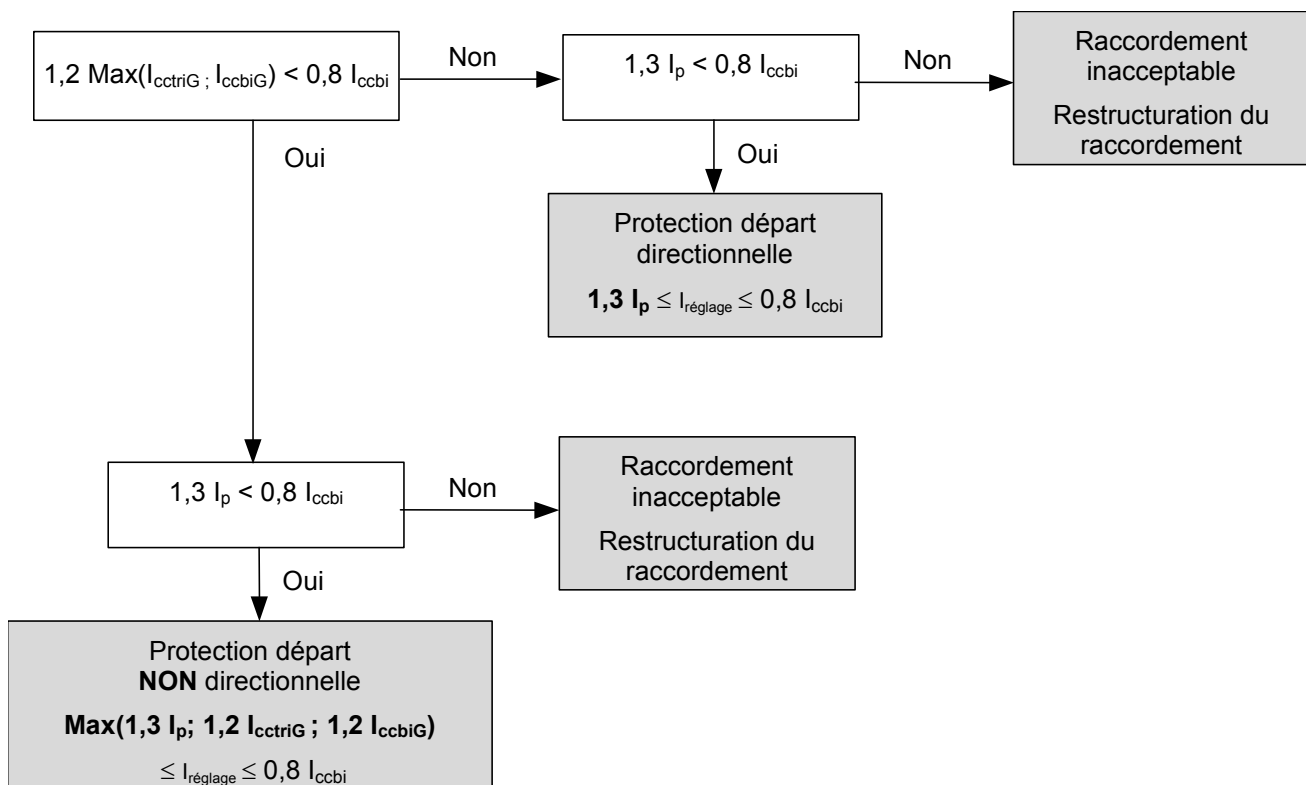 1,2 Max(IcctriG ; IccbiG) < 0,8 Iccbi
Non
1,3 Ip < 0,8 Iccbi
Non
Raccordement
inacceptable
Restructuration du
raccordement
Oui
Oui
Protection départ
directionnelle
1,3 Ip ≤ Iréglage ≤ 0,8 Iccbi
1,3 Ip < 0,8 Iccbi
Non
Raccordement
inacceptable
Restructuration du
raccordement
Oui
Protection départ
NON directionnelle
Max(1,3 Ip; 1,2 IcctriG ; 1,2 IccbiG)
≤ Iréglage ≤ 0,8 Iccbi